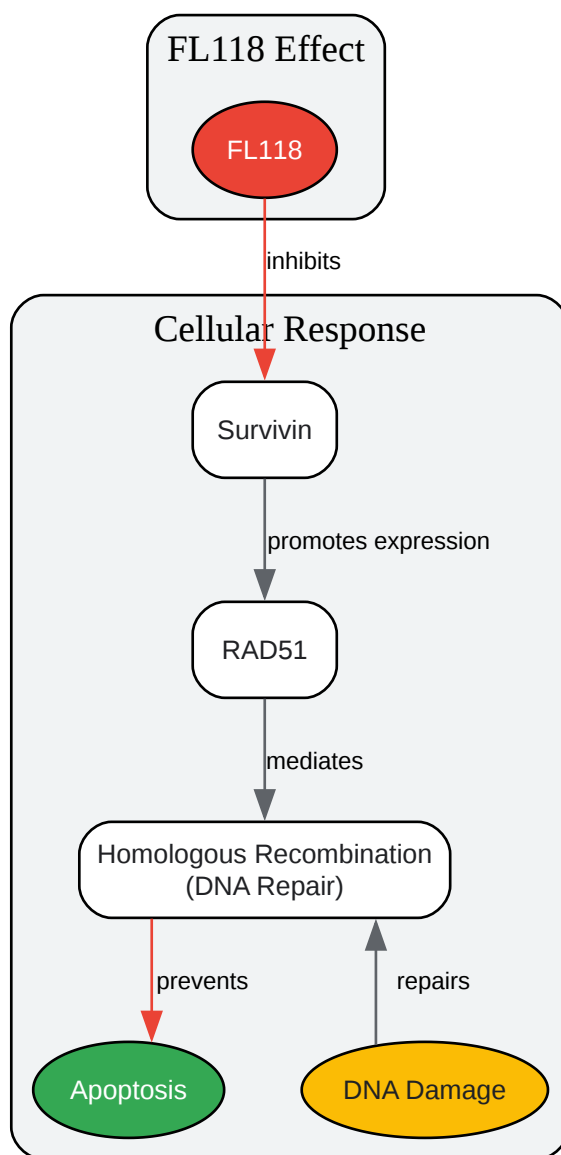 FL118 Effect
FL118
inhibits
Cellular Response
Survivin
promotes expression
RAD51
mediates
Homologous Recombination
(DNA Repair)
prevents
repairs
Apoptosis
DNA Damage